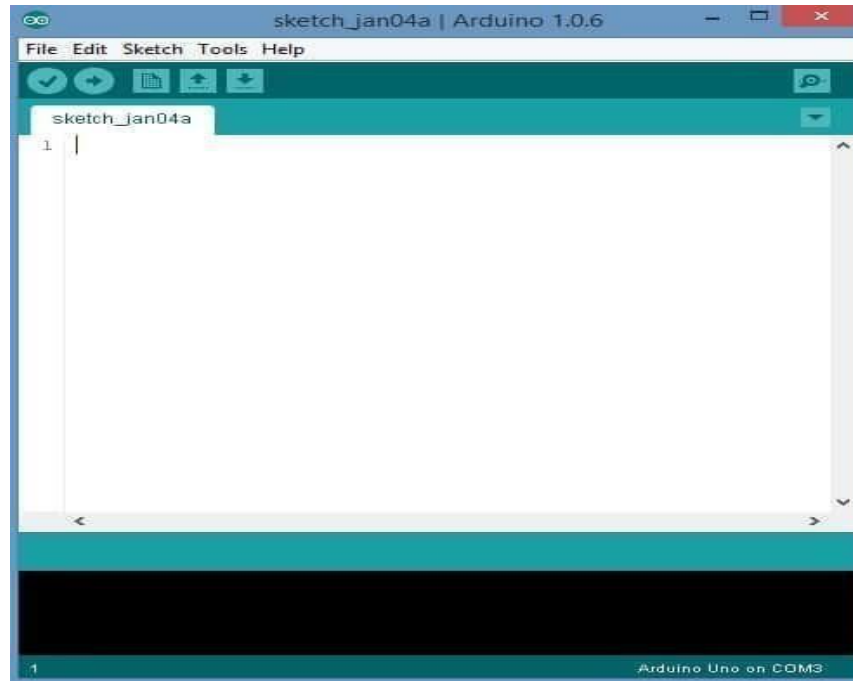 sketch_jan04a | Arduino 1.0.6
File Edit Sketch Tools Help
sketch_jan04a
1
1
Arduino Uno on COM3